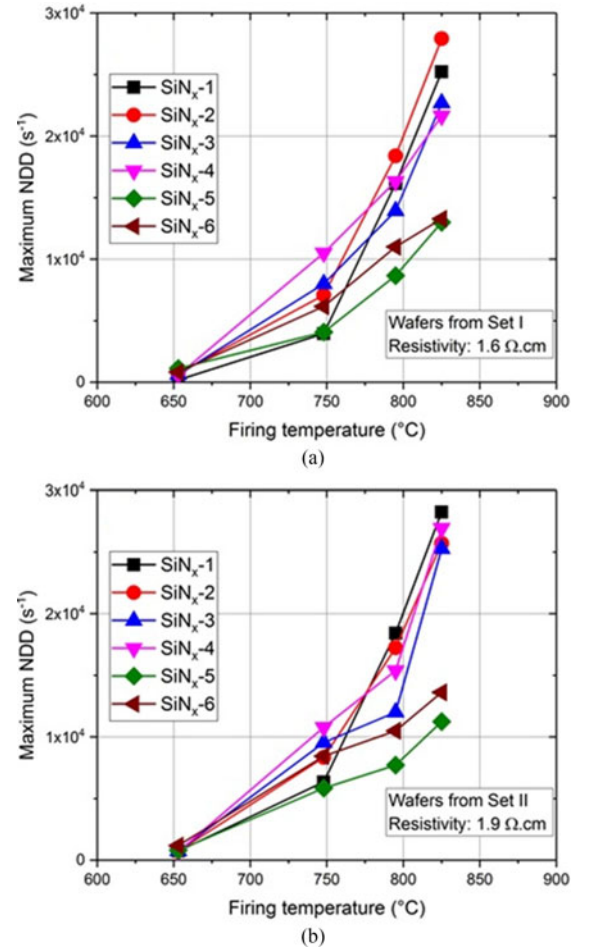 3x10⁴
2x10⁴
1x10⁴
0
Maximum NDD (s⁻¹)
SiNₓ-1
SiNₓ-2
SiNₓ-3
SiNₓ-4
SiNₓ-5
SiNₓ-6
Wafers from Set I
Resistivity: 1.6 Ω.cm
600 650 700 750 800 850 900
Firing temperature (°C)
(a)
3x10⁴
2x10⁴
1x10⁴
0
Maximum NDD (s⁻¹)
SiNₓ-1
SiNₓ-2
SiNₓ-3
SiNₓ-4
SiNₓ-5
SiNₓ-6
Wafers from Set II
Resistivity: 1.9 Ω.cm
600 650 700 750 800 850 900
Firing temperature (°C)
(b)